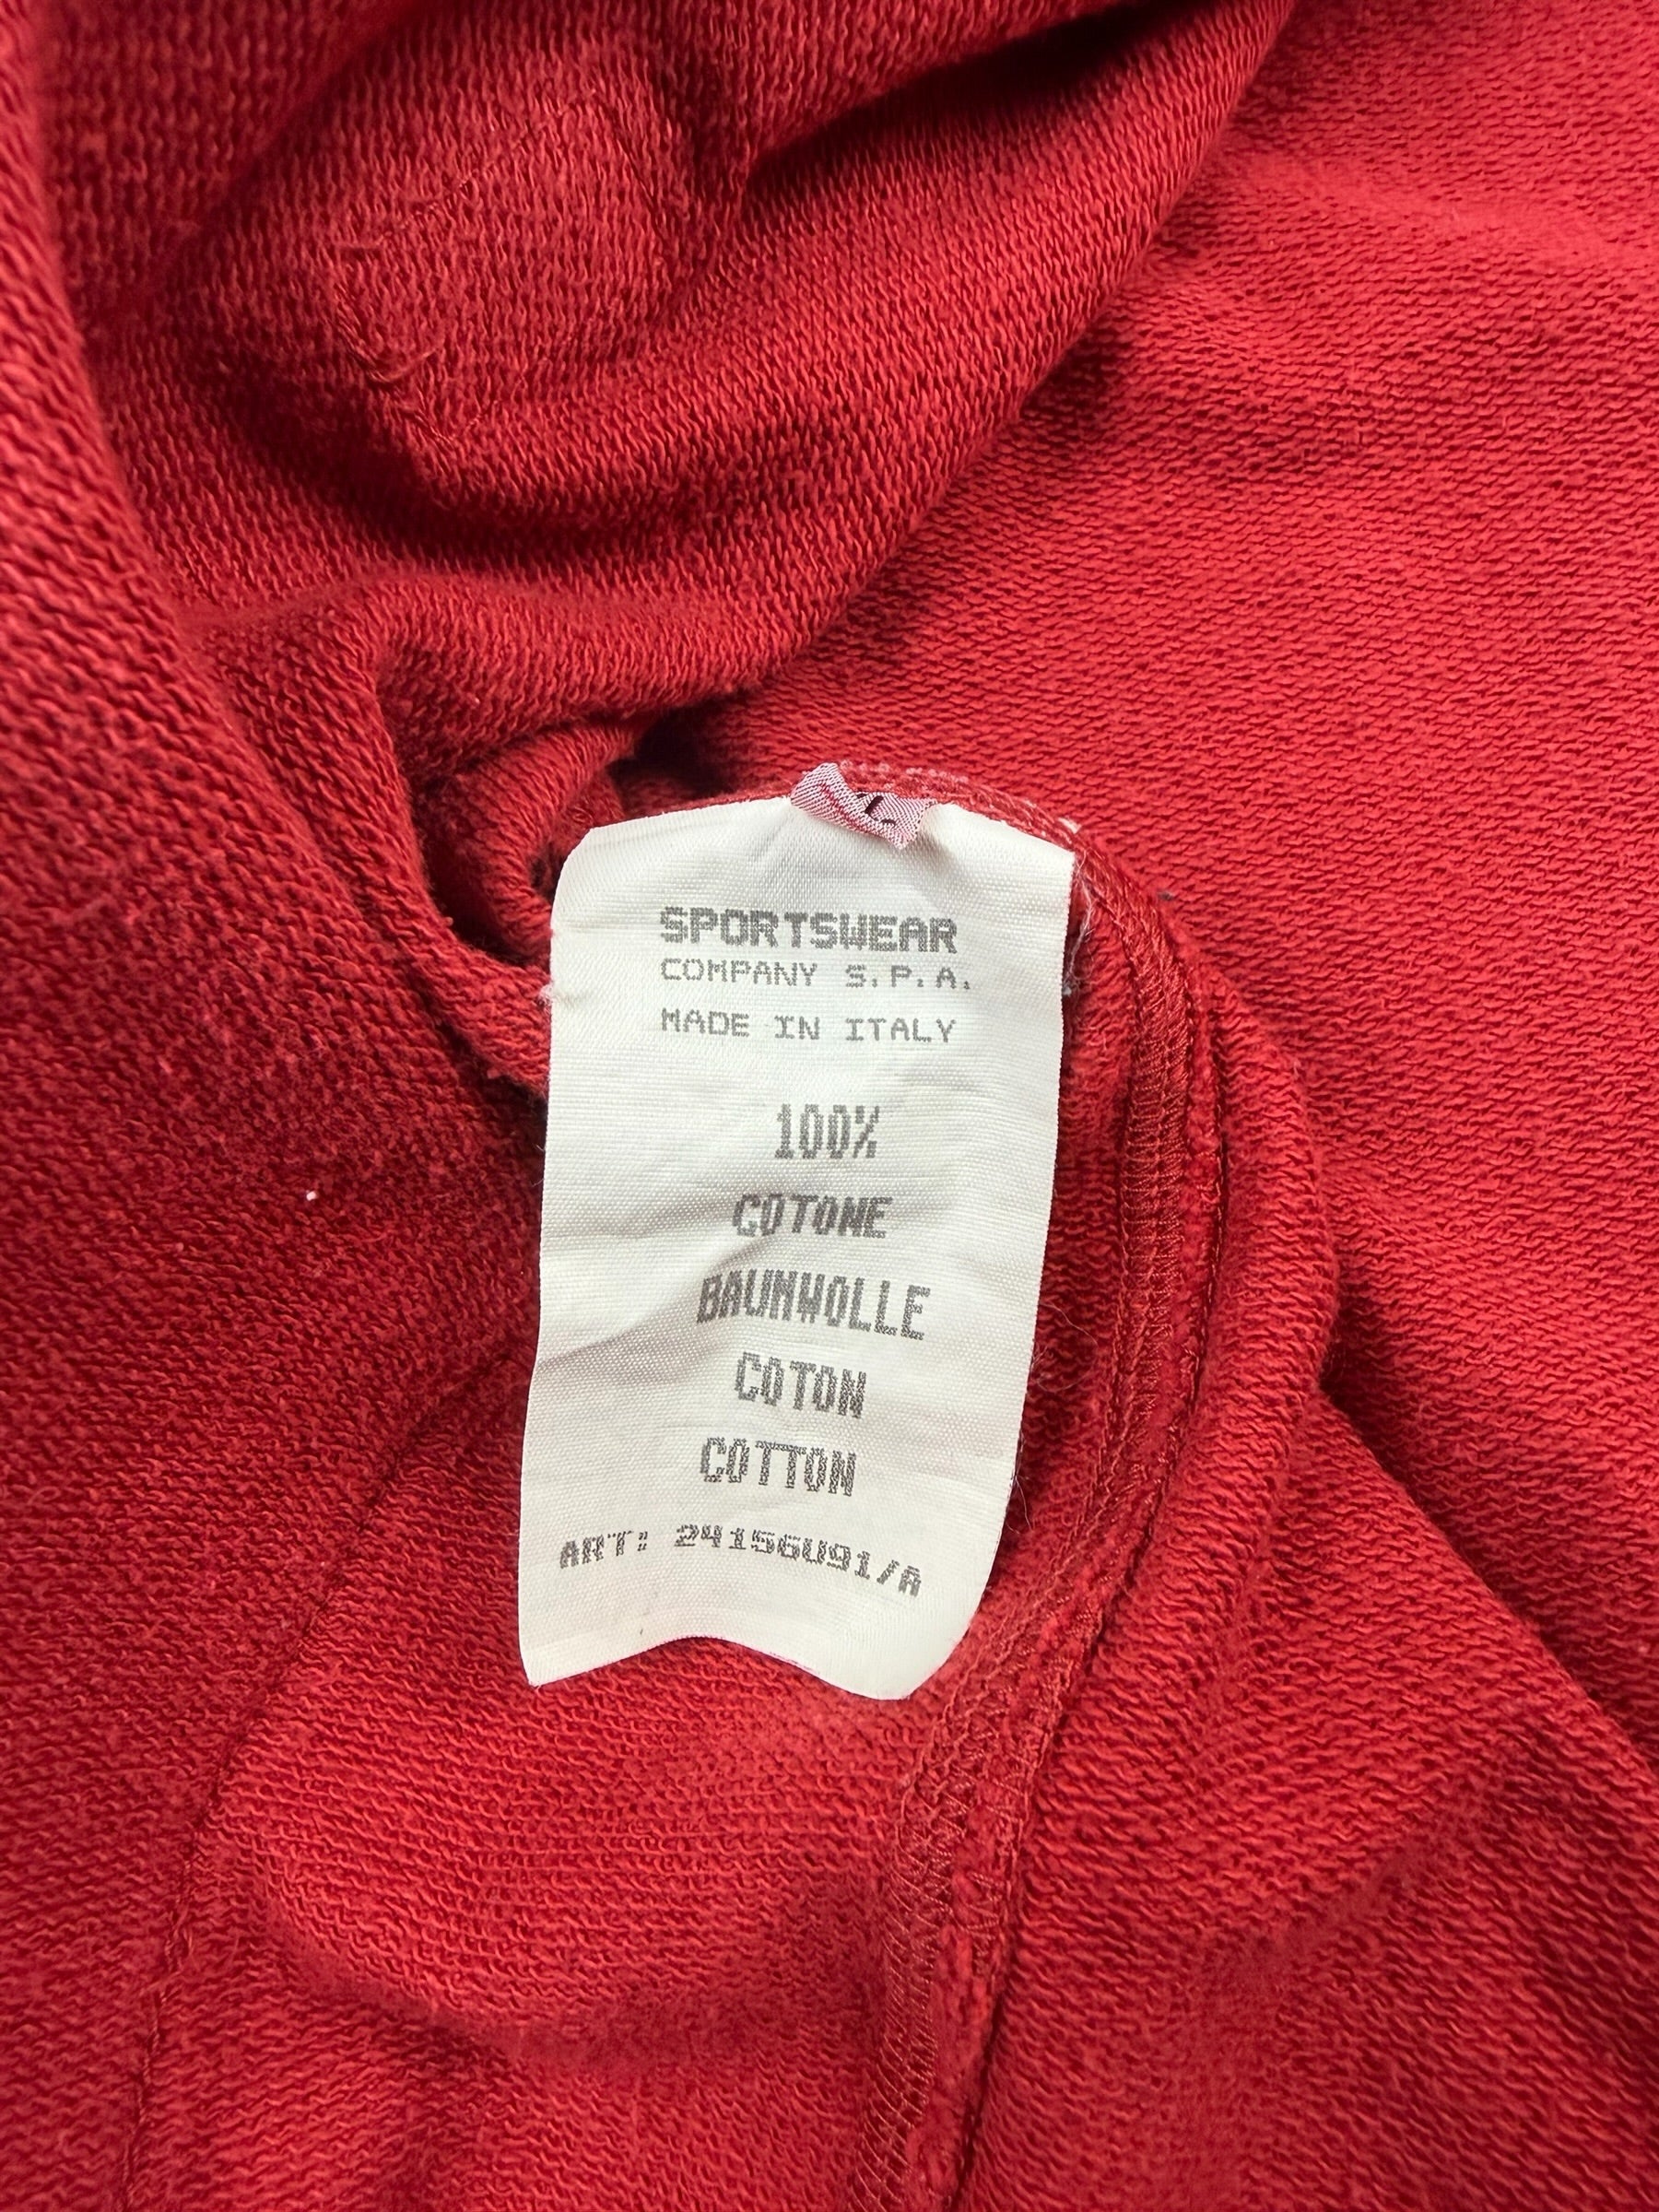 SPORTSWEAR
COMPANY S.P.A.
MADE IN ITALY
100%
COTONE
BAUMWOLLE
COTON
COTTON
ART: 24156U91/A